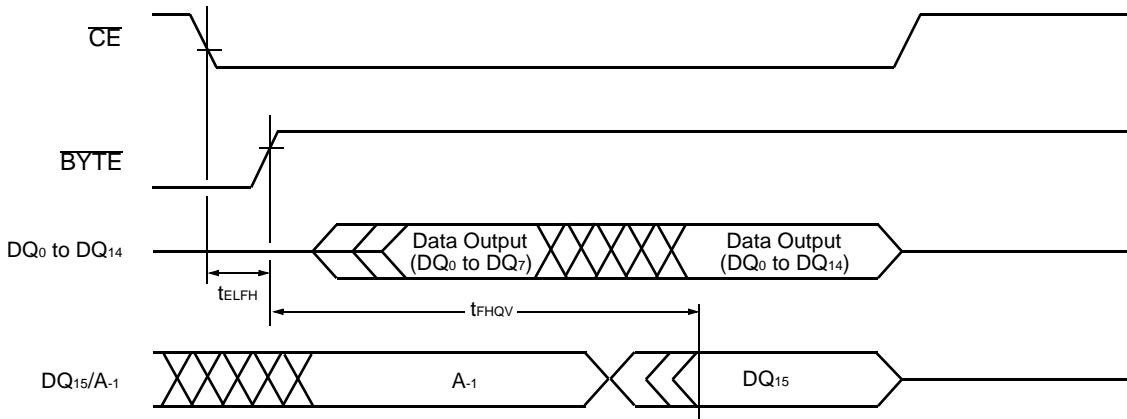 CE
BYTE
DQ0 to DQ14
Data Output
(DQ0 to DQ7)
Data Output
(DQ0 to DQ14)
tELFH
tFHQV
DQ15/A-1
A-1
DQ15